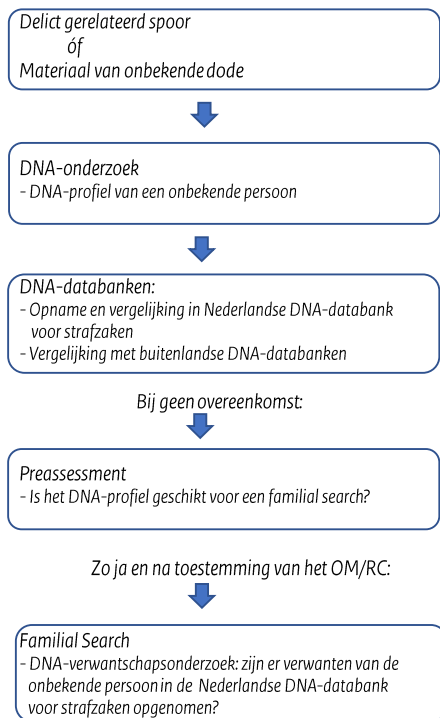 Delict gerelateerd spoor
óf
Materiaal van onbekende dode
DNA-onderzoek
- DNA-profiel van een onbekende persoon
DNA-databanken:
- Opname en vergelijking in Nederlandse DNA-databank
voor strafzaken
- Vergelijking met buitenlandse DNA-databanken
Bij geen overeenkomst:
Preassessment
- Is het DNA-profiel geschikt voor een familial search?
Zo ja en na toestemming van het OM/RC:
Familial Search
- DNA-verwantschapsonderzoek: zijn er verwanten van de
onbekende persoon in de Nederlandse DNA-databank
voor strafzaken opgenomen?